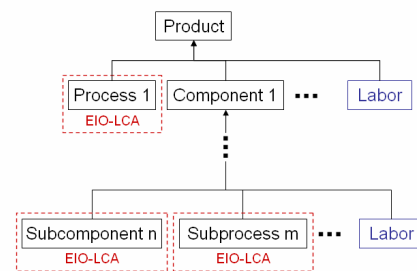 Product
Process 1
Component 1
...
Labor
EIO-LCA
Subcomponent n
Subprocess m
...
Labor
EIO-LCA
EIO-LCA